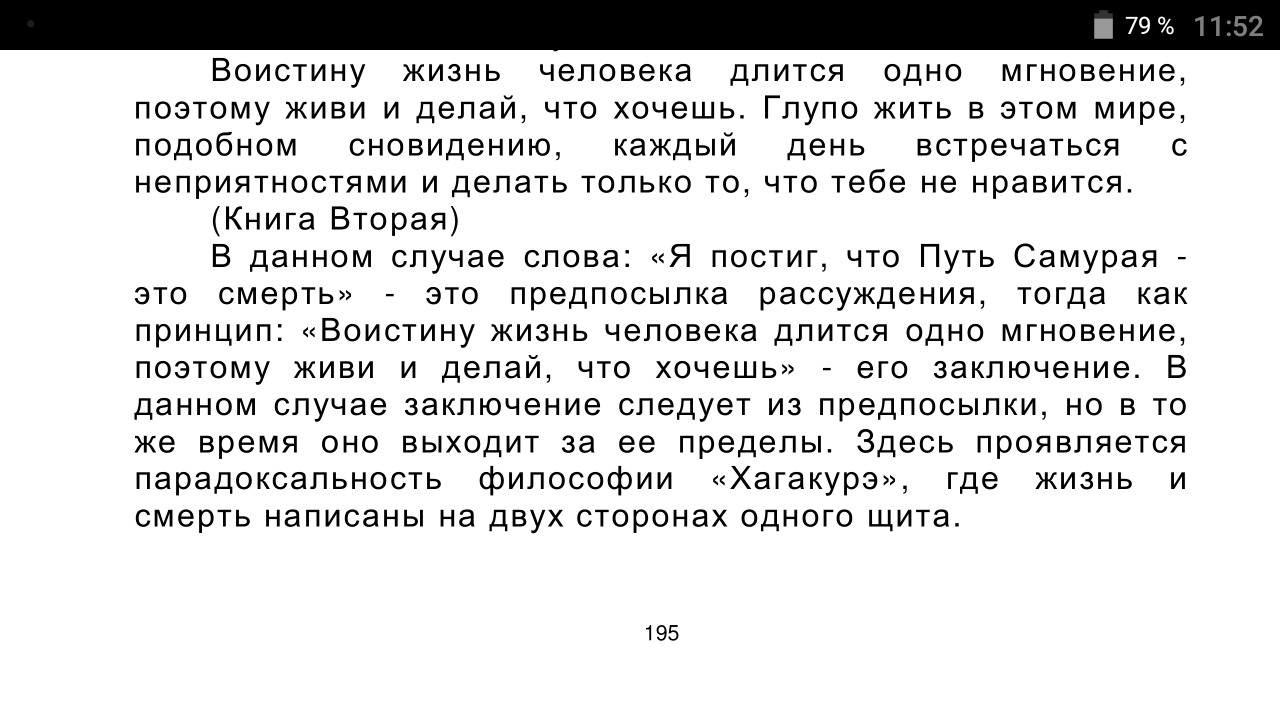 79 % 11:52
Воистину жизнь человека длится одно мгновение,
поэтому живи и делай, что хочешь. Глупо жить в этом мире,
подобном сновидению, каждый день встречаться с
неприятностями и делать только то, что тебе не нравится.
(Книга Вторая)
В данном случае слова: «Я постиг, что Путь Самурая -
это смерть» - это предпосылка рассуждения, тогда как
принцип: «Воистину жизнь человека длится одно мгновение,
поэтому живи и делай, что хочешь» - его заключение. В
данном случае заключение следует из предпосылки, но в то
же время оно выходит за ее пределы. Здесь проявляется
парадоксальность философии «Хагакурэ», где жизнь и
смерть написаны на двух сторонах одного щита.
195